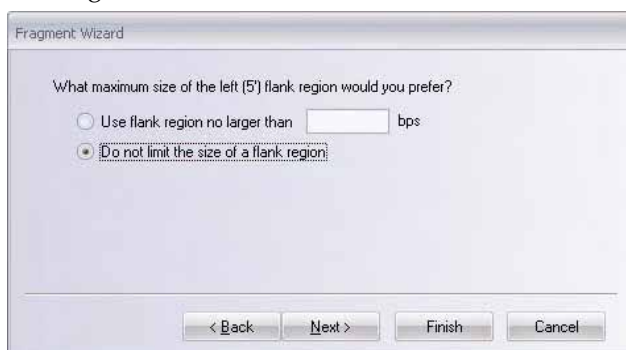 Fragment Wizard
What maximum size of the left (5') flank region would you prefer?
Use flank region no larger than bps
Do not limit the size of a flank region
< Back Next > Finish Cancel